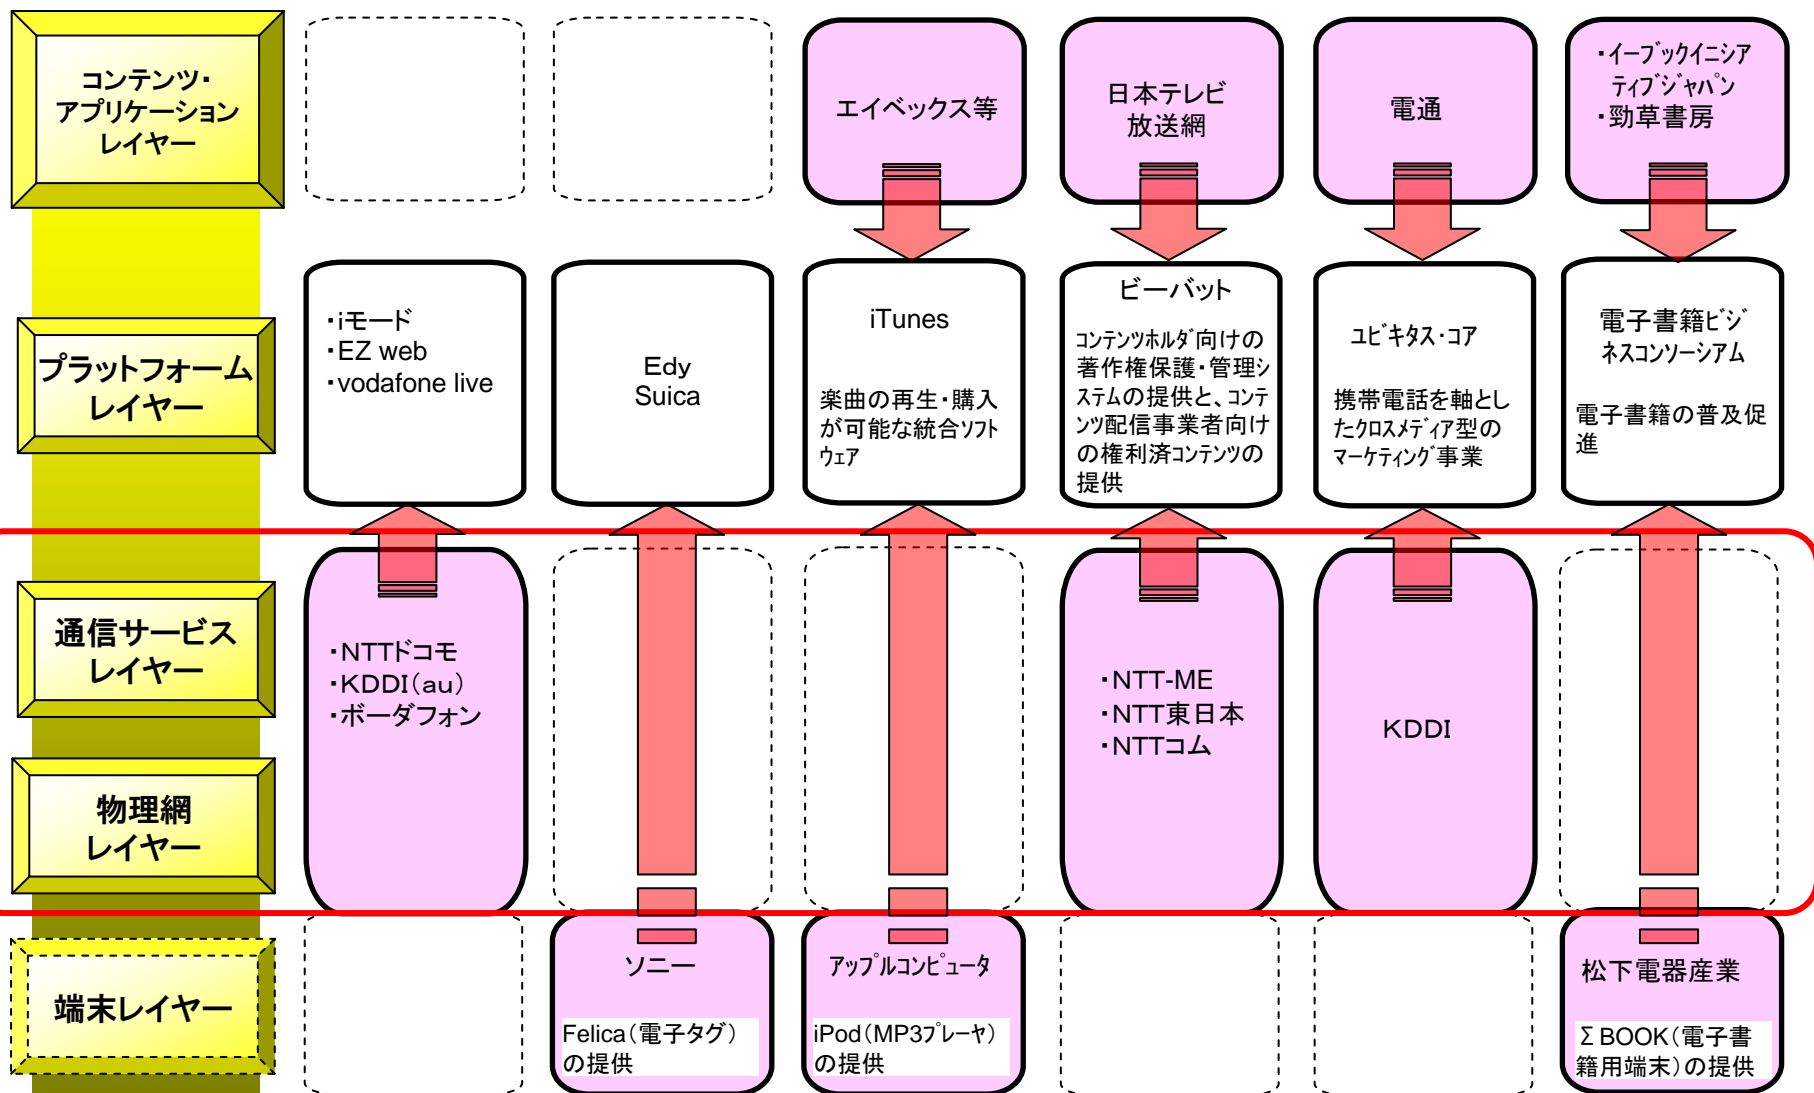 コンテンツ・
アプリケーション
レイヤー
エイベックス等
日本テレビ
放送網
電通
・イーブックイニシア
ティブジャパン
・勁草書房
プラットフォーム
レイヤー
・iモード
・EZ web
・vodafone live
Edy
Suica
iTunes
楽曲の再生・購入
が可能な統合ソフト
ウェア
ビーバット
コンテンツホルダ向けの
著作権保護・管理シ
ステムの提供と、コンテ
ンツ配信事業者向け
の権利済コンテンツの
提供
ユビキタス・コア
携帯電話を軸とし
たクロスメディア型の
マーケティング事業
電子書籍ビジ
ネスコンソーシアム
電子書籍の普及促
進
通信サービス
レイヤー
物理網
レイヤー
・NTTドコモ
・KDDI(au)
・ボーダフォン
・NTT-ME
・NTT東日本
・NTTコム
KDDI
端末レイヤー
ソニー
Felica(電子タグ)
の提供
アップルコンピュータ
iPod(MP3プレーヤ)
の提供
松下電器産業
Σ BOOK(電子書
籍用端末)の提供